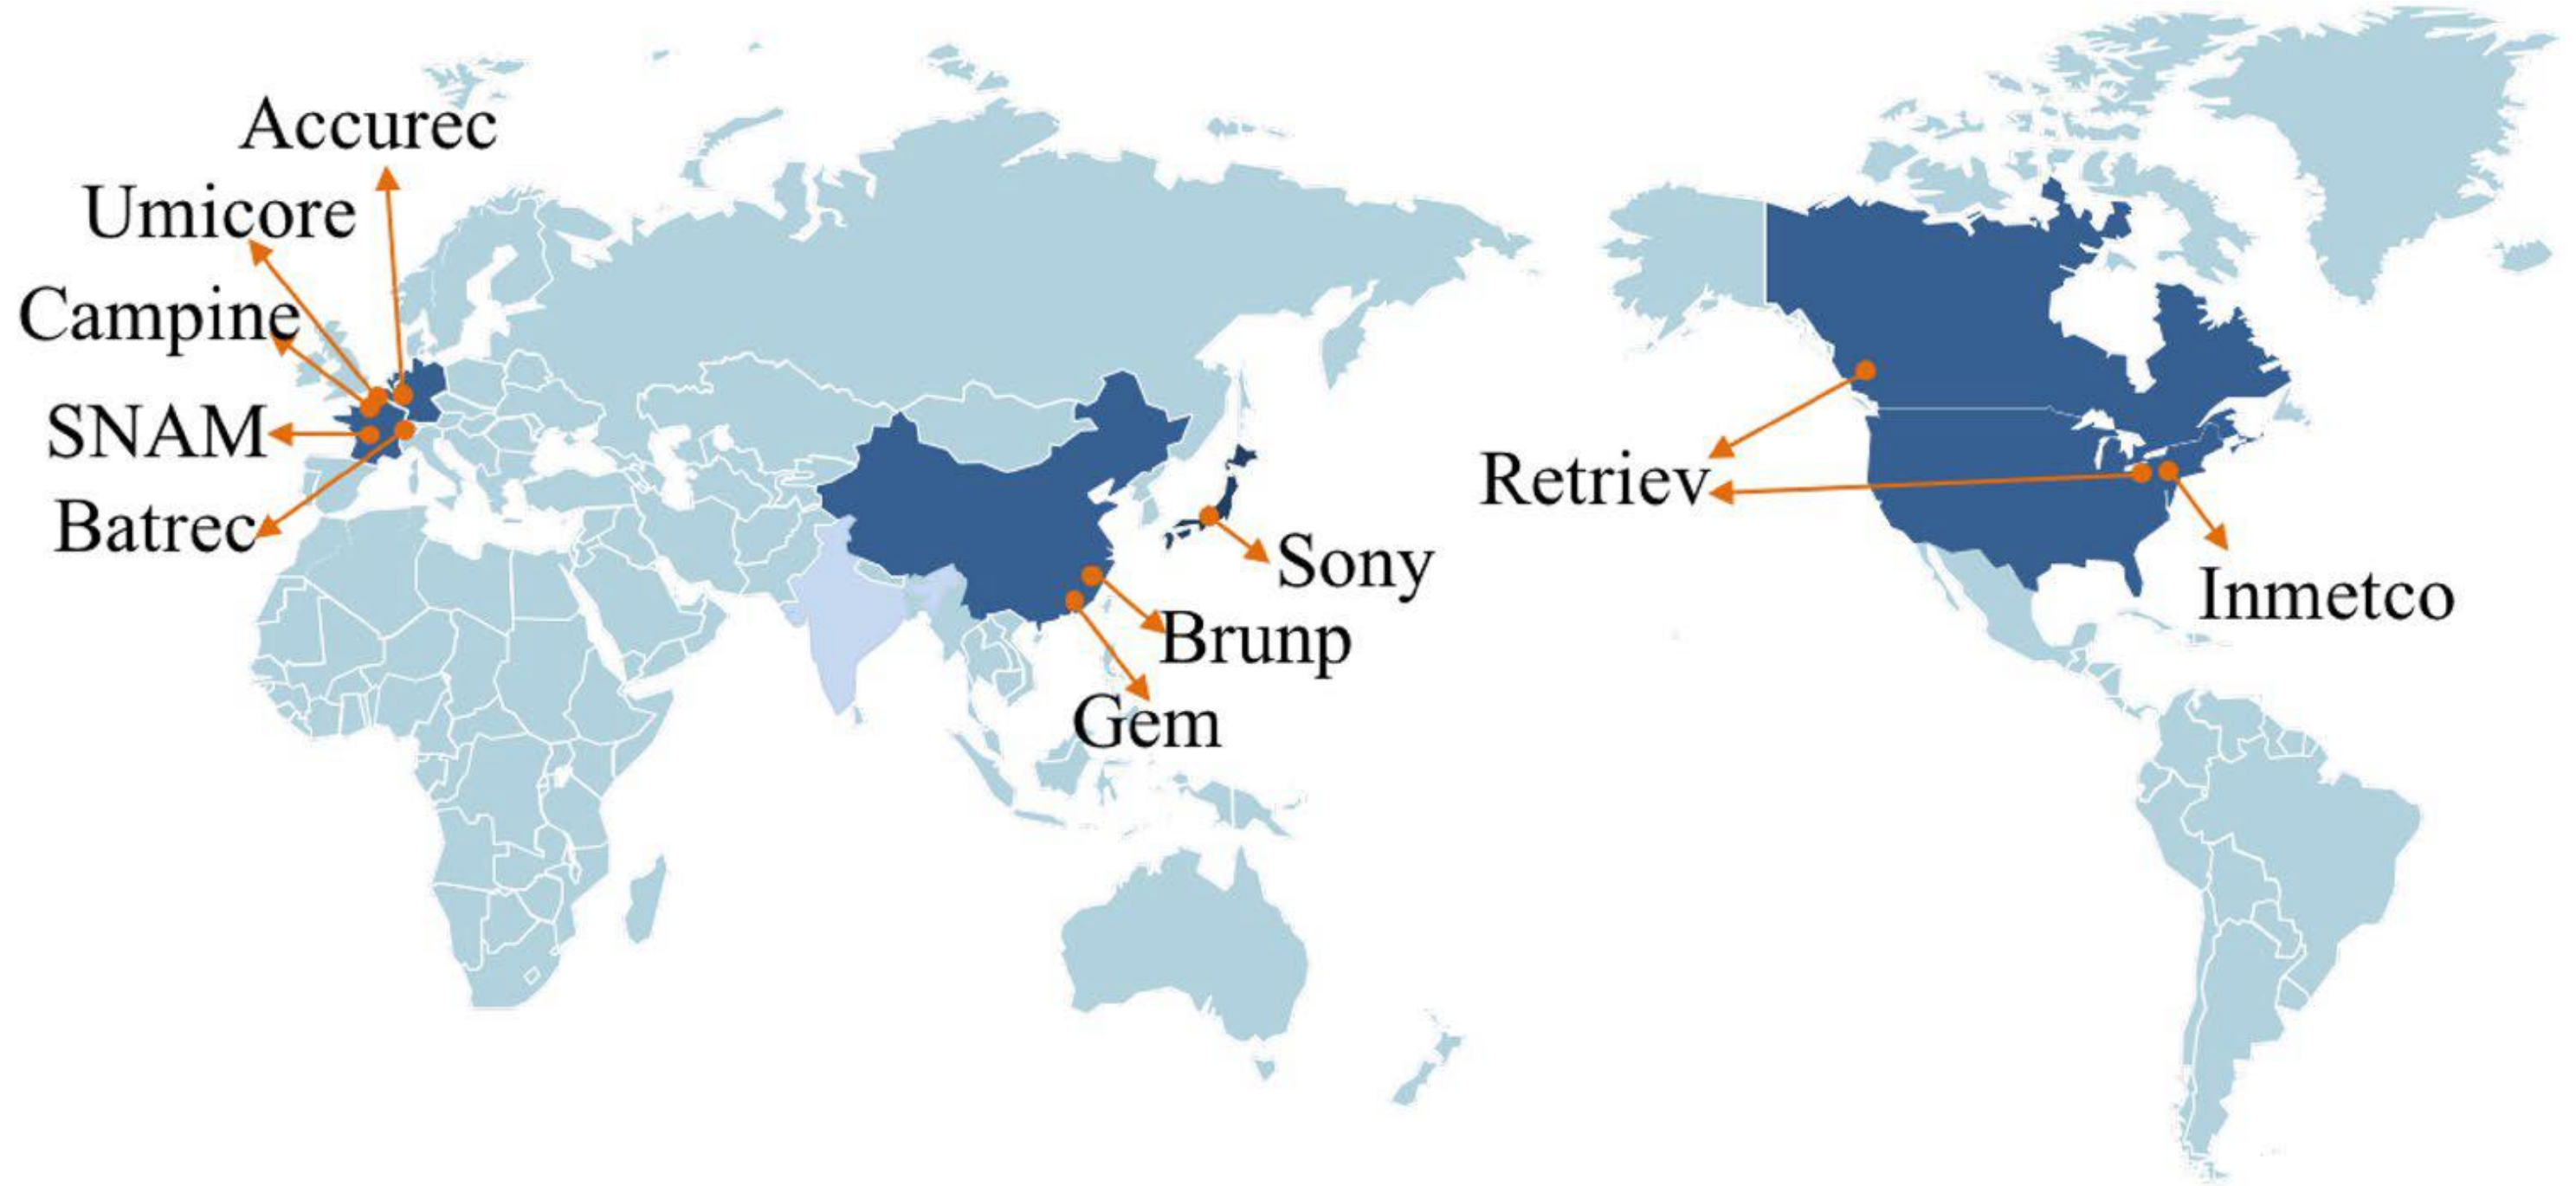 Accurec
Umicore
Campine
SNAM
Batrec
Sony
Brunp
Gem
Retriev
Inmetco